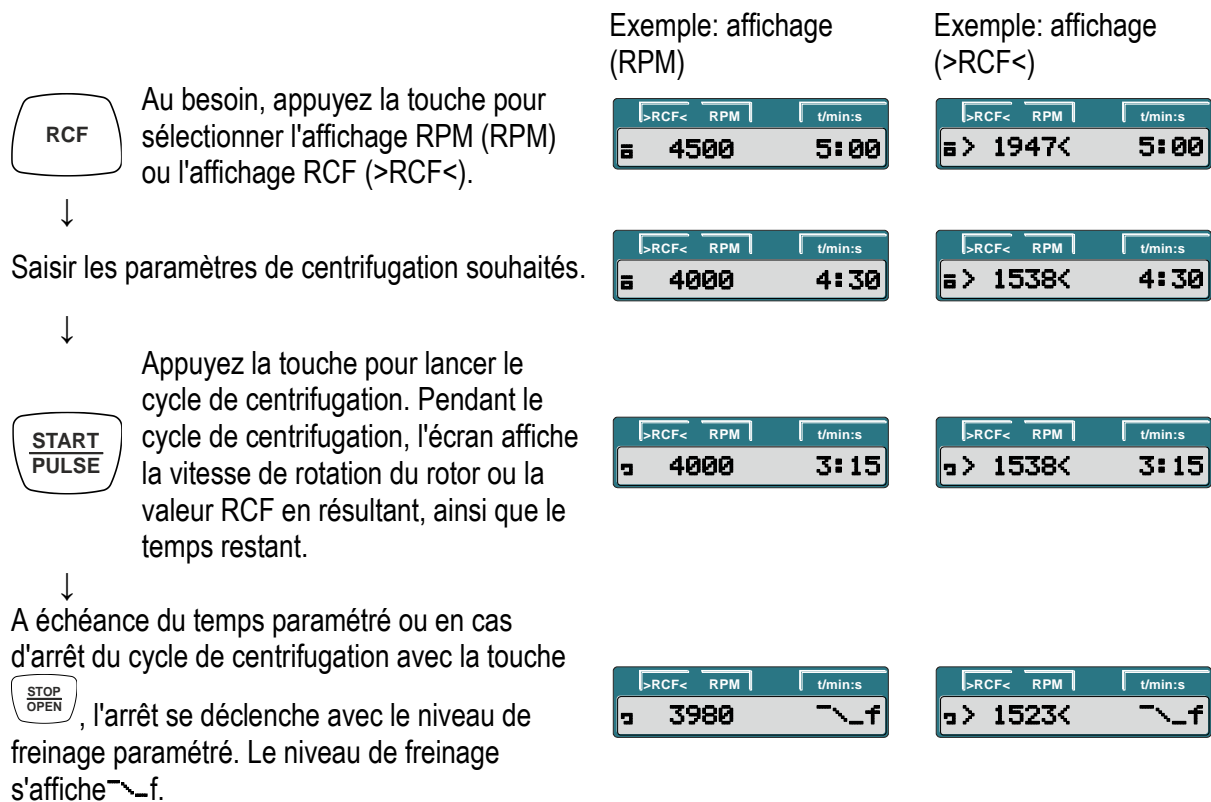 Exemple: affichage
(RPM)
Exemple: affichage
(>RCF<)
RCF
Au besoin, appuyez la touche pour
sélectionner l'affichage RPM (RPM)
ou l'affichage RCF (>RCF<).
>RCF< RPM t/min:s
4500 5:00
>RCF< RPM t/min:s
> 1947< 5:00
↓
Saisir les paramètres de centrifugation souhaités.
>RCF< RPM t/min:s
4000 4:30
>RCF< RPM t/min:s
> 1538< 4:30
↓
START
PULSE
Appuyez la touche pour lancer le
cycle de centrifugation. Pendant le
cycle de centrifugation, l'écran affiche
la vitesse de rotation du rotor ou la
valeur RCF en résultant, ainsi que le
temps restant.
>RCF< RPM t/min:s
4000 3:15
>RCF< RPM t/min:s
> 1538< 3:15
↓
A échéance du temps paramétré ou en cas
d'arrêt du cycle de centrifugation avec la touche
STOP
OPEN
, l'arrêt se déclenche avec le niveau de
freinage paramétré. Le niveau de freinage
s'affiche‾\_f.
>RCF< RPM t/min:s
3980 ‾\_f
>RCF< RPM t/min:s
> 1523< ‾\_f